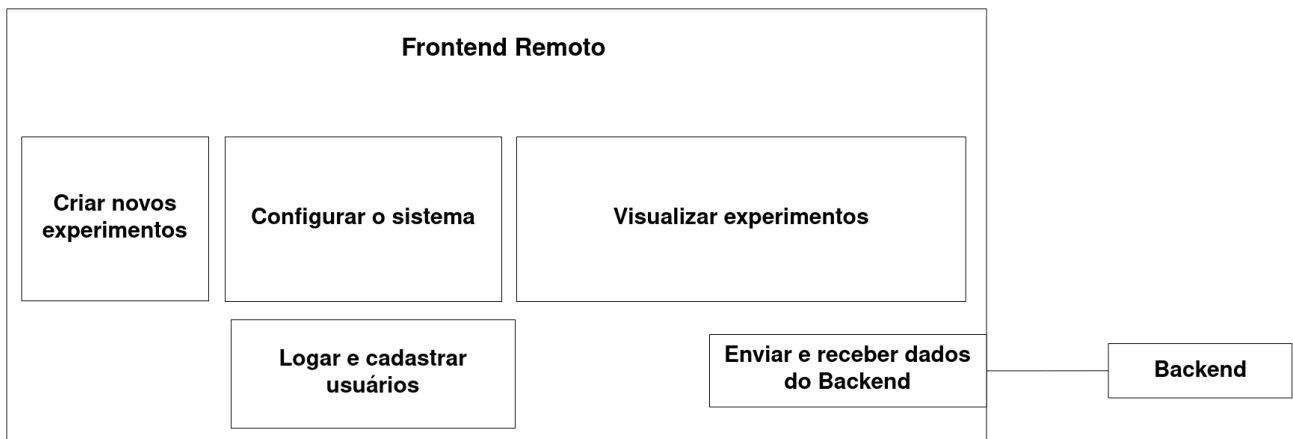 Frontend Remoto
Criar novos
experimentos
Configurar o sistema
Visualizar experimentos
Logar e cadastrar
usuários
Enviar e receber dados
do Backend
Backend